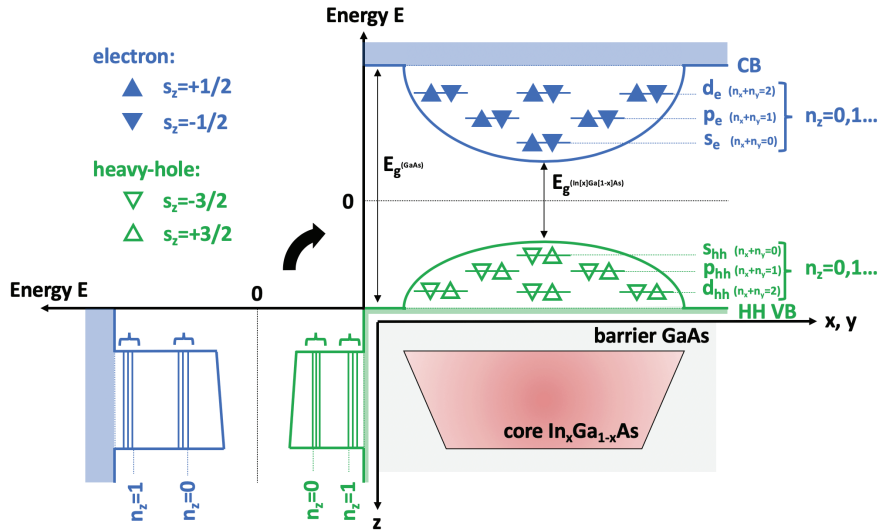 Energy E
electron:
s_z=+1/2
s_z=-1/2
heavy-hole:
s_z=-3/2
s_z=+3/2
CB
d_e (n_x+n_y=2)
p_e (n_x+n_y=1)
s_e (n_x+n_y=0)
n_z=0,1...
E_g(GaAs)
E_g(In[x]Ga[1-x]As)
0
s_hh (n_x+n_y=0)
p_hh (n_x+n_y=1)
d_hh (n_x+n_y=2)
n_z=0,1...
HH VB
Energy E
0
x, y
barrier GaAs
core In_xGa_1-xAs
n_z=1
n_z=0
n_z=0
n_z=1
z